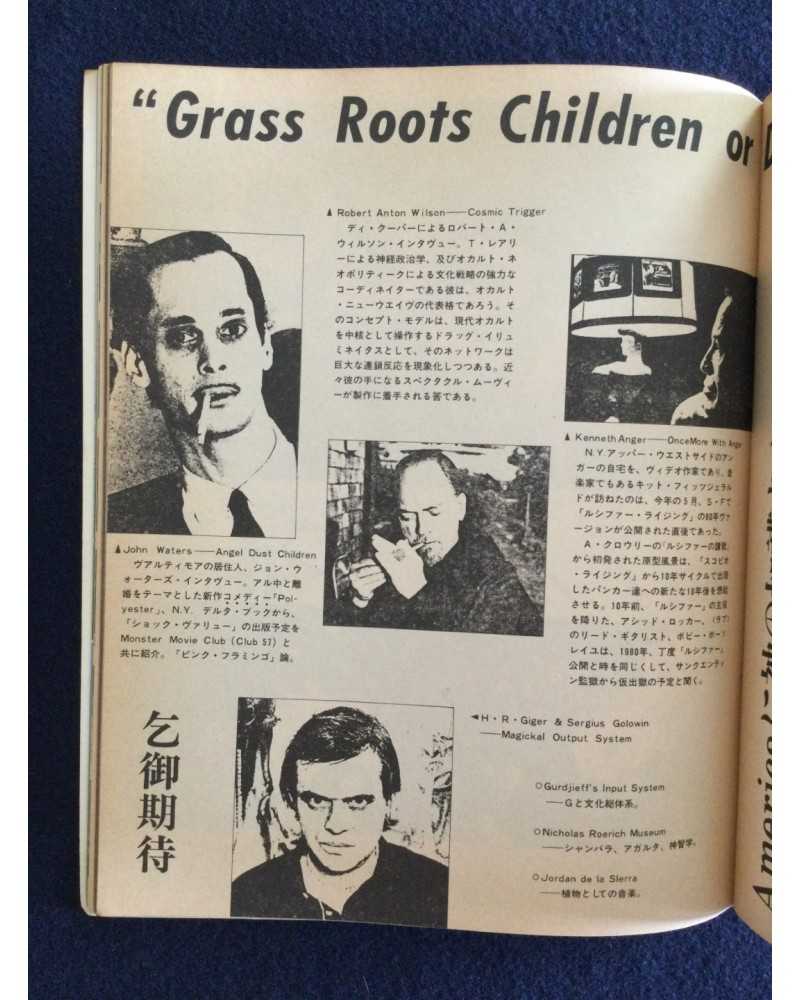 “Grass Roots Children or
▲ Robert Anton Wilson——Cosmic Trigger
ディ・クーパーによるロバート・A・
ウィルソン・インタヴュー。T・レアリ
ーによる神経政治学、及びオカルト・ネ
オポリティークによる文化戦略の強力な
コーディネイターである彼は、オカルト
・ニューウエイヴの代表格であろう。そ
のコンセプト・モデルは、現代オカルト
を中核として操作するドラッグ・イリュ
ミネイタスとして、そのネットワークは
巨大な連鎖反応を現象化しつつある。近
々彼の手になるスペクタクル・ムーヴィ
ーが製作に着手される筈である。
▲ Kenneth Anger——OnceMore With Ange
N.Y.アッパー・ウエストサイドのアン
ガーの自宅を、ヴィデオ作家であり、音
楽家でもあるキット・フィッツジェラル
ドが訪ねたのは、今年の5月、S・Fで
「ルシファー・ライジング」の80年ヴァ
ージョンが公開された直後であった。
A・クロウリーの「ルシファーの讃歌」
から初発された原型風景は、「スコピオ
・ライジング」から10年サイクルで出現
したパンカー達への新たな10年後を
させる。10年前、「ルシファー」の主役
を降りた、アシッド・ロッカー、〈ラブ〉
のリード・ギタリスト、ボビー・ボー
レイユは、1980年、丁度「ルシファー」
公開と時を同じくして、サンクエンティ
ン監獄から仮出獄の予定と聞く。
▲ John Waters——Angel Dust Children
ヴアルティモアの居住人、ジョン・ウ
ォーターズ・インタヴュー。アル中と離
婚をテーマとした新作コメディー「Pol-
yester」、N.Y. デルタ・ブックから、
「ショック・ヴァリュー」の出版予定を
Monster Movie Club (Club 57) と
共に紹介。「ピンク・フラミンゴ」論。
乞御期待
◀ H・R・Giger & Sergius Golowin
——Magickal Output System
○Gurdjieff's Input System
——Gと文化総体系。
○Nicholas Roerich Museum
——シャンバラ、アガルタ、神智学。
○Jordan de la Sierra
——植物としての音楽。